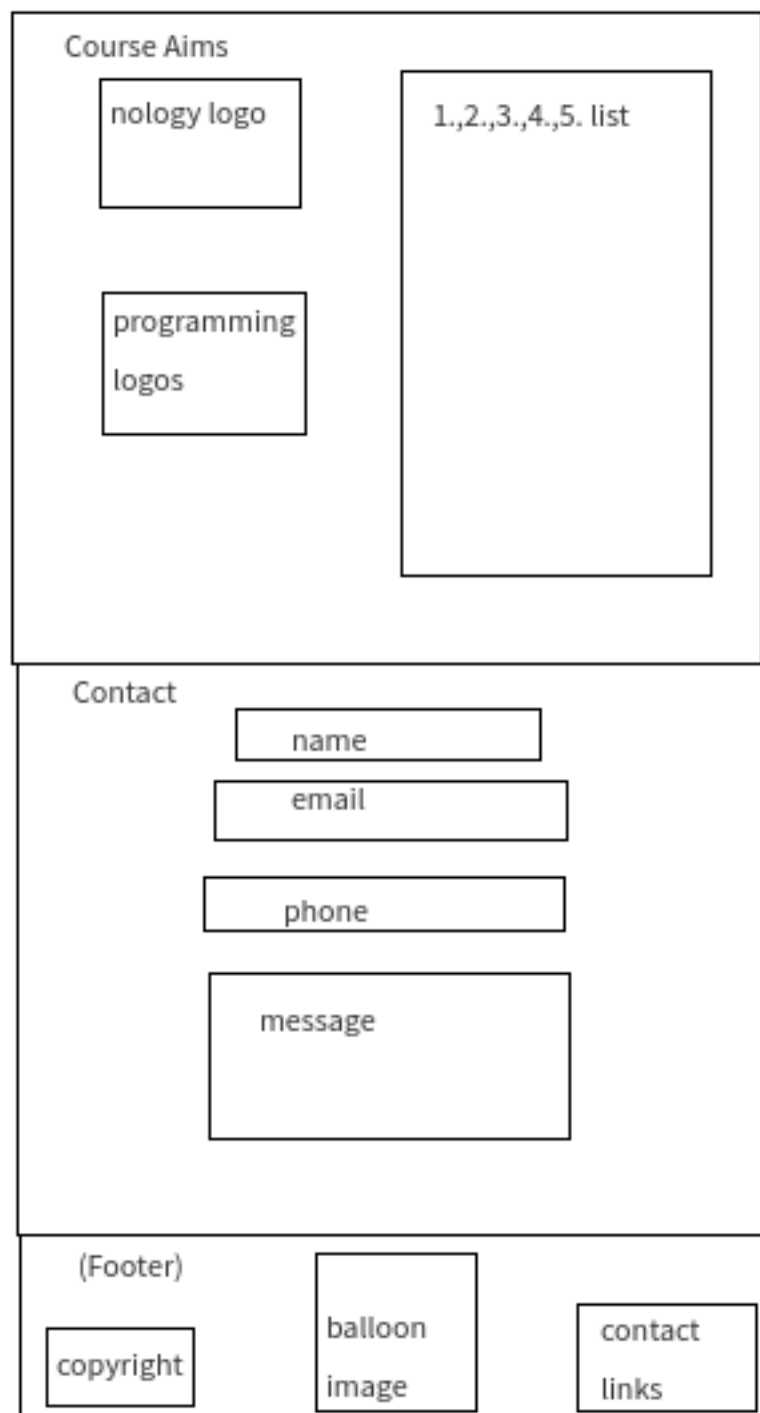 Course Aims
nology logo
1.,2.,3.,4.,5. list
programming
logos
Contact
name
email
phone
message
(Footer)
copyright
balloon
image
contact
links